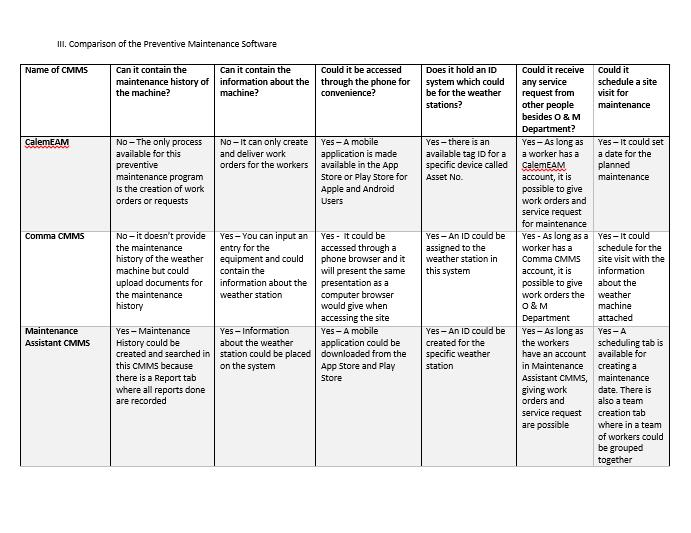 III. Comparison of the Preventive Maintenance Software
Name of CMMS
Can it contain the
maintenance history of
the machine?
Can it contain the
information about the
machine?
Could it be accessed
through the phone for
convenience?
Does it hold an ID
system which could
be for the weather
stations?
Could it receive
any service
request from
other people
besides O & M
Department?
Could it
schedule a site
visit for
maintenance
CalemEAM
No – The only process
available for this
preventive
maintenance program
Is the creation of work
orders or requests
No – It can only create
and deliver work
orders for the workers
Yes – A mobile
application is made
available in the App
Store or Play Store for
Apple and Android
Users
Yes – there is an
available tag ID for a
specific device called
Asset No.
Yes – As long as
a worker has a
CalemEAM
account, it is
possible to give
work orders and
service request
for maintenance
Yes – It could set
a date for the
planned
maintenance
Comma CMMS
No – it doesn't provide
the maintenance
history of the weather
machine but could
upload documents for
the maintenance
history
Yes – You can input an
entry for the
equipment and could
contain the
information about the
weather station
Yes -  It could be
accessed through a
phone browser and it
will present the same
presentation as a
computer browser
would give when
accessing the site
Yes – An ID could be
assigned to the
weather station in
this system
Yes - As long as a
worker has a
Comma CMMS
account, it is
possible to give
work orders the
O & M
Department
Yes – It could
schedule for the
site visit with the
information
about the
weather
machine
attached
Maintenance
Assistant CMMS
Yes – Maintenance
History could be
created and searched in
this CMMS because
there is a Report tab
where all reports done
are recorded
Yes – Information
about the weather
station could be placed
on the system
Yes – A mobile
application could be
downloaded from the
App Store and Play
Store
Yes – An ID could be
created for the
specific weather
station
Yes – As long as
the workers
have an account
in Maintenance
Assistant CMMS,
giving work
orders and
service request
are possible
Yes – A
scheduling tab is
available for
creating a
maintenance
date. There is
also a team
creation tab
where in a team
of workers could
be grouped
together